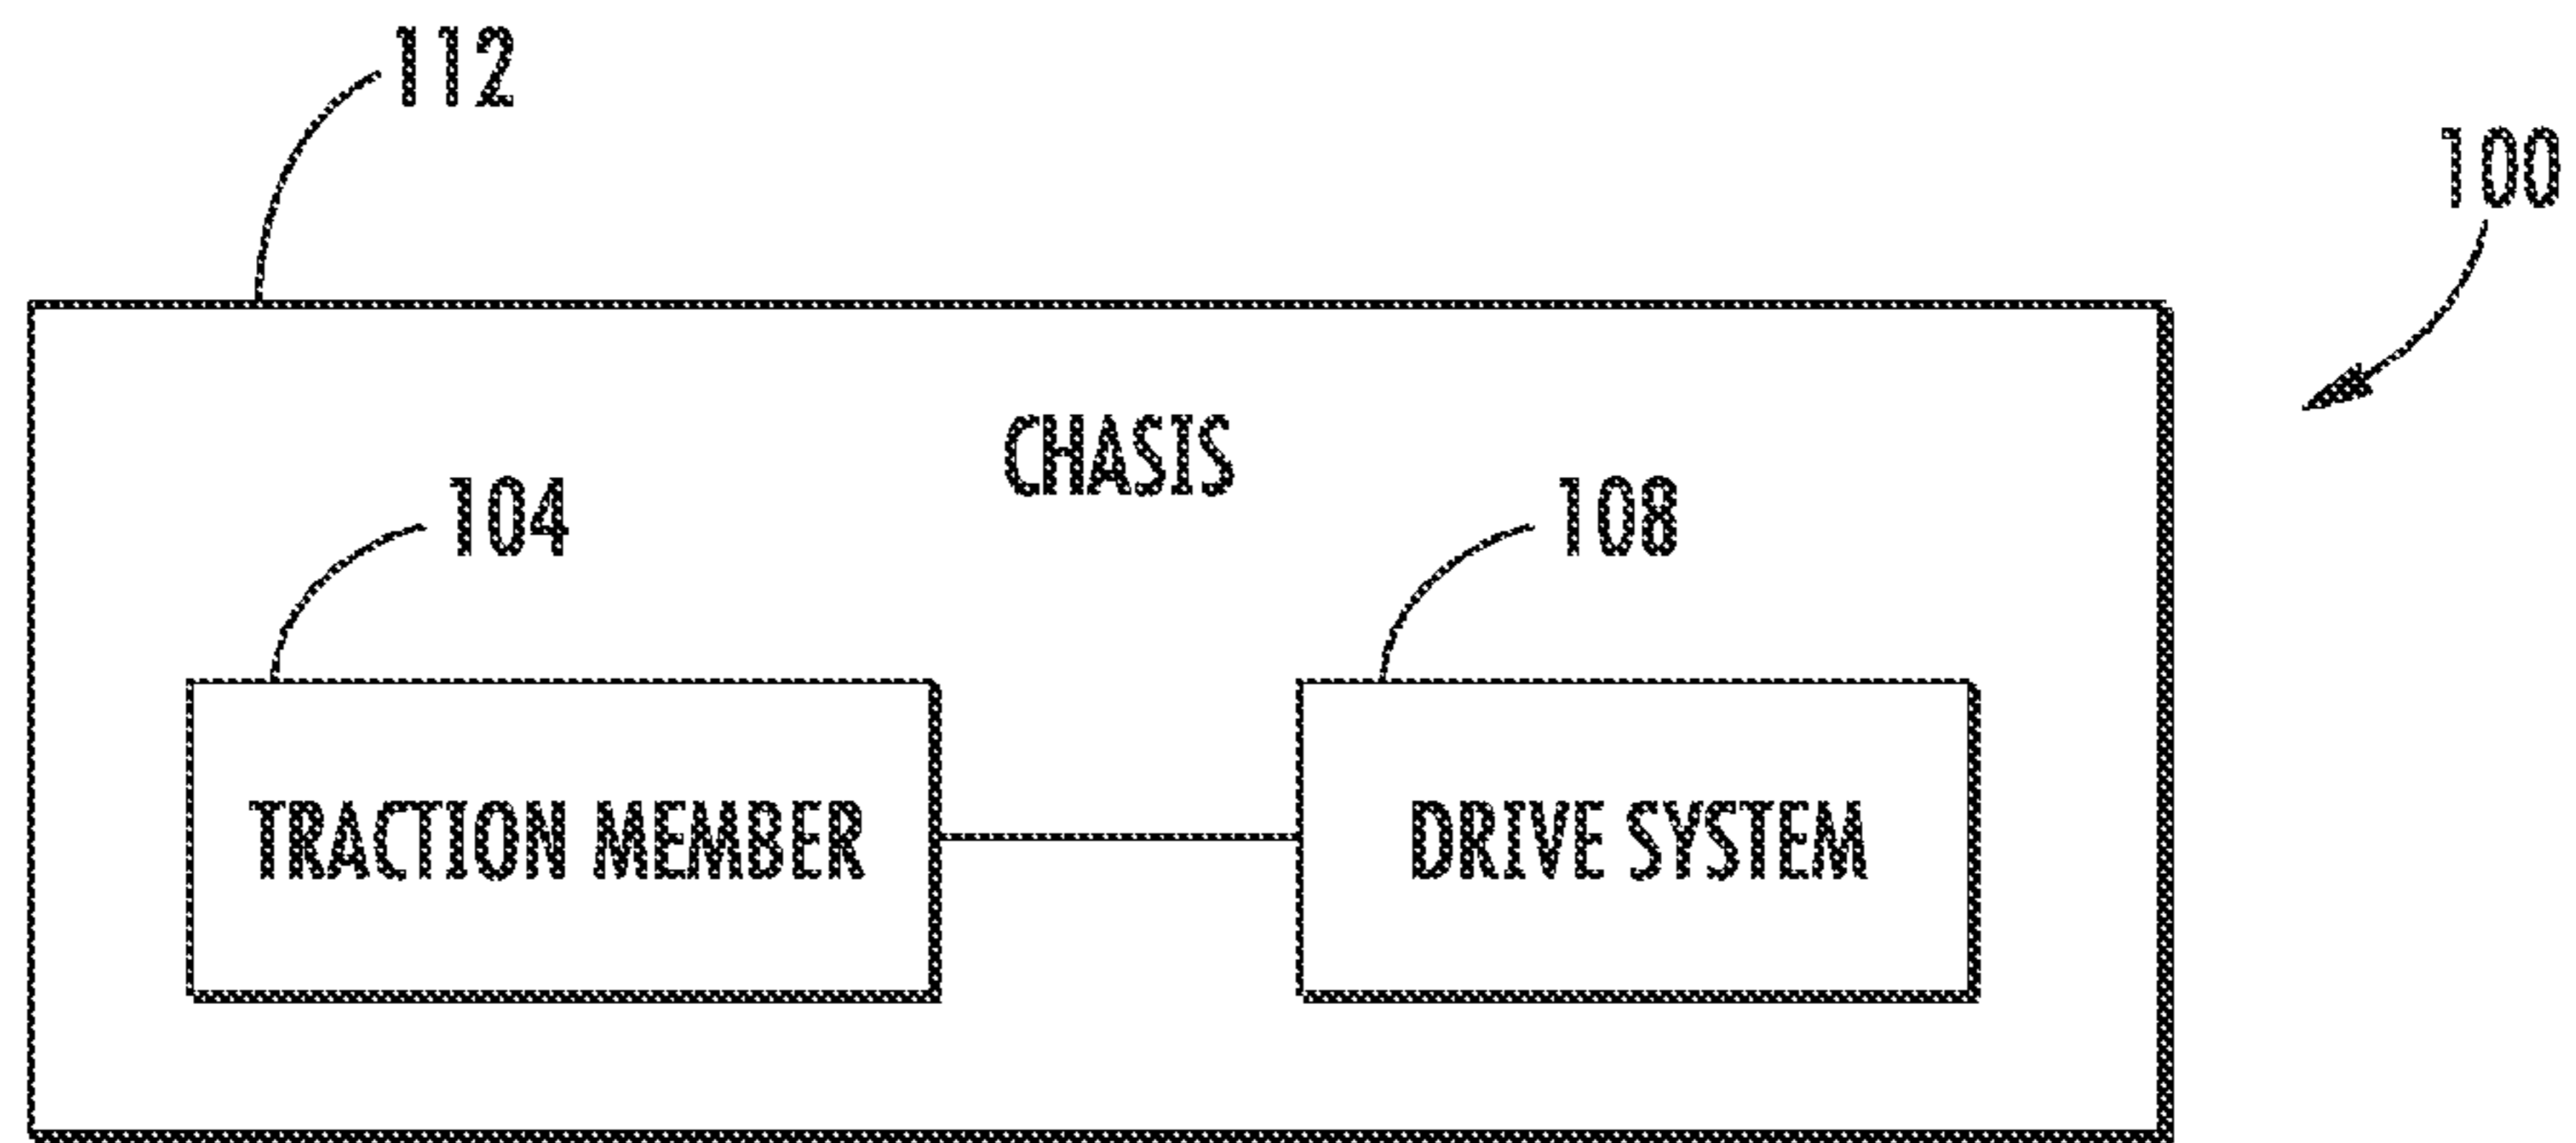 112
100
CHASIS
104
108
TRACTION MEMBER
DRIVE SYSTEM